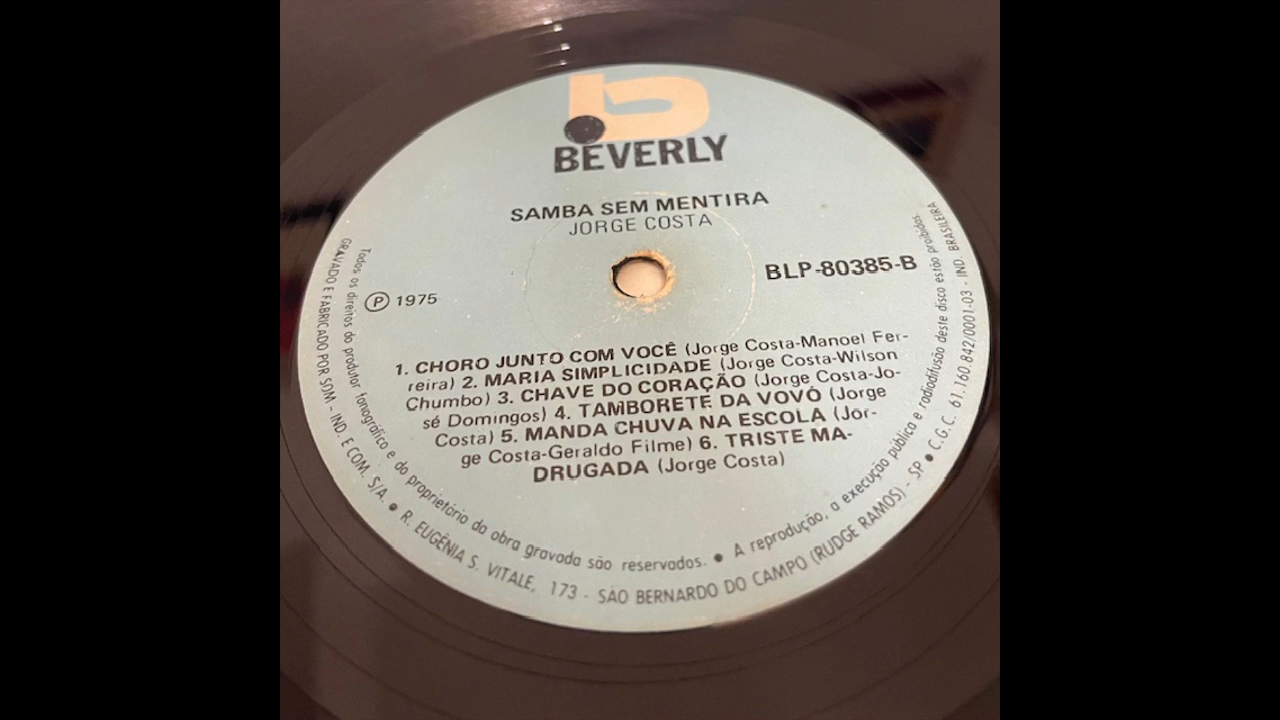 b
BEVERLY
SAMBA SEM MENTIRA
JORGE COSTA
BLP-80385-B
Ⓟ 1975
1. CHORO JUNTO COM VOCÊ (Jorge Costa-Manoel Fer-
reira) 2. MARIA SIMPLICIDADE (Jorge Costa-Wilson
Chumbo) 3. CHAVE DO CORAÇÃO (Jorge Costa-Jo-
sé Domingos) 4. TAMBORETE DA VOVÓ (Jorge
Costa) 5. MANDA CHUVA NA ESCOLA (Jor-
ge Costa-Geraldo Filme) 6. TRISTE MA-
DRUGADA (Jorge Costa)
Todos os direitos do produtor fonográfico e do proprietário da obra gravada são reservados. • A reprodução, a execução pública e radiodifusão deste disco estão proibidas.
GRAVADO E FABRICADO POR SOM - IND. E COM. S/A. • R. EUGÊNIA S. VITALE, 173 - SÃO BERNARDO DO CAMPO (RUDGE RAMOS) - SP • C.G.C. 61.160.842/0001-03 - IND. BRASILEIRA